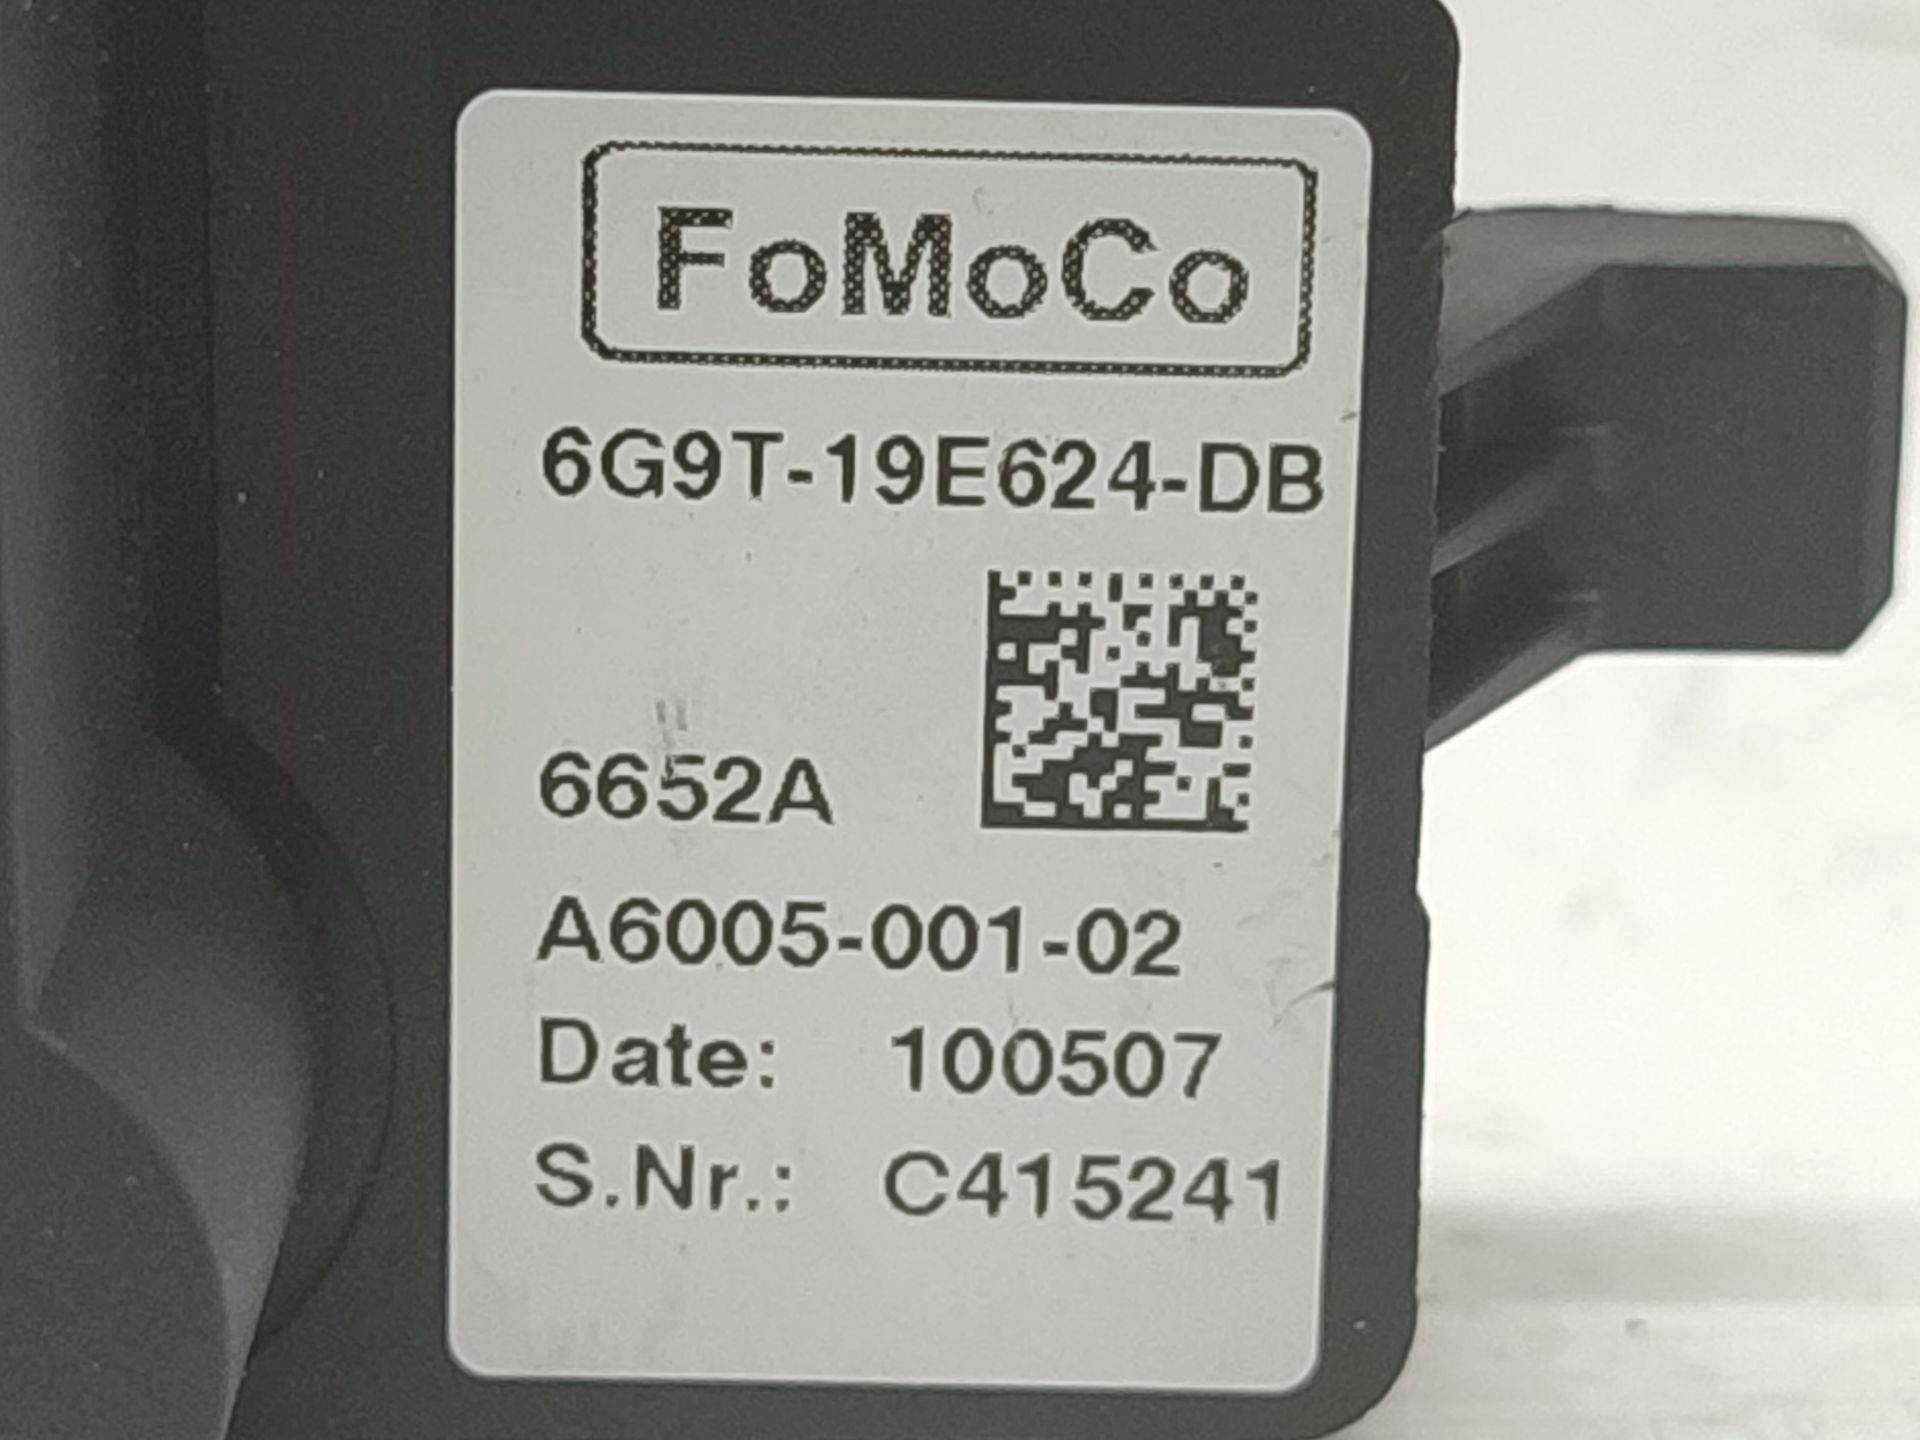 FoMoCo
6G9T-19E624-DB
6652A
A6005-001-02
Date: 100507
S.Nr.: C415241